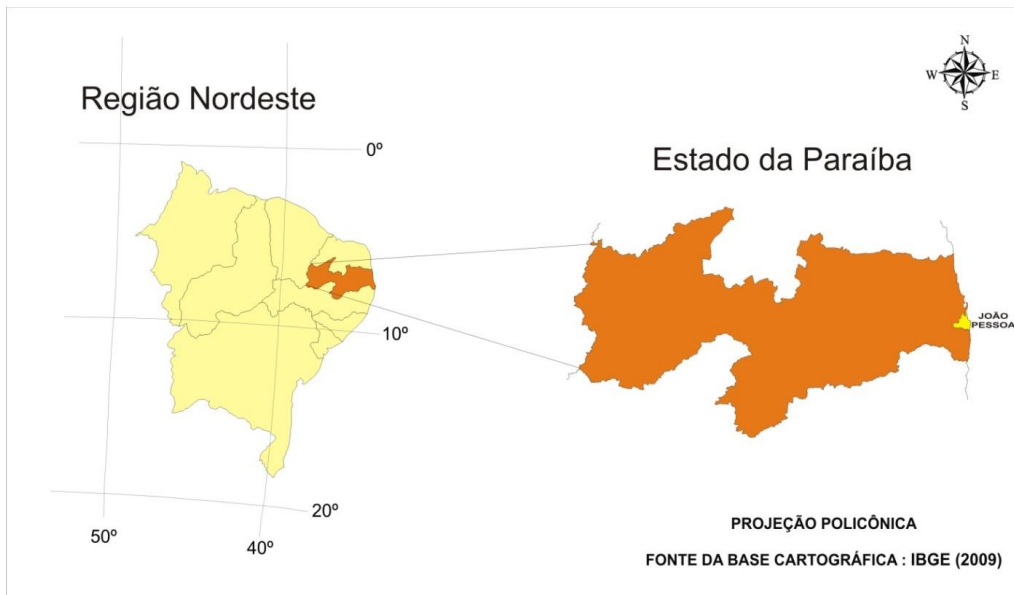 Região Nordeste
0º
10º
20º
50º
40º
N
W
E
S
Estado da Paraíba
JOÃO
PESSOA
PROJEÇÃO POLICÔNICA
FONTE DA BASE CARTOGRÁFICA : IBGE (2009)